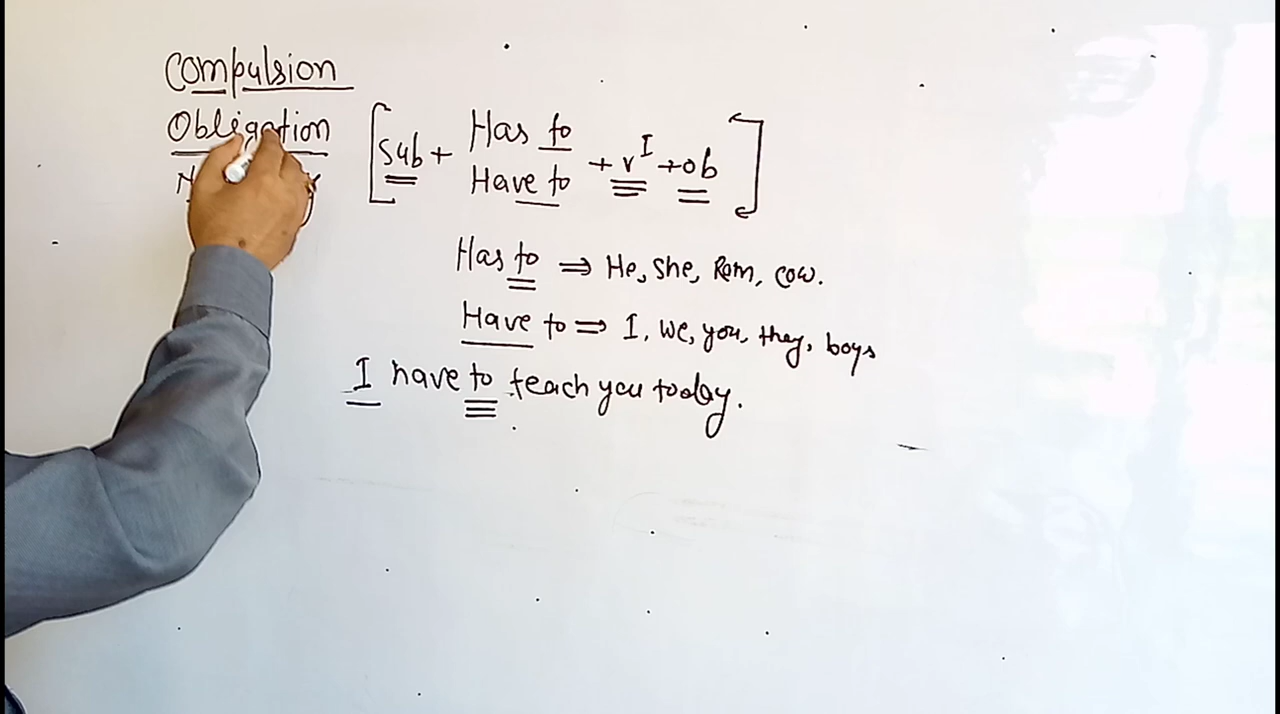 Compulsion
Obligation
[Sub + Has to / Have to + v^I + ob]
Has to ⇒ He, She, Ram, cow.
Have to ⇒ I, we, you, they, boys
I have to teach you today.